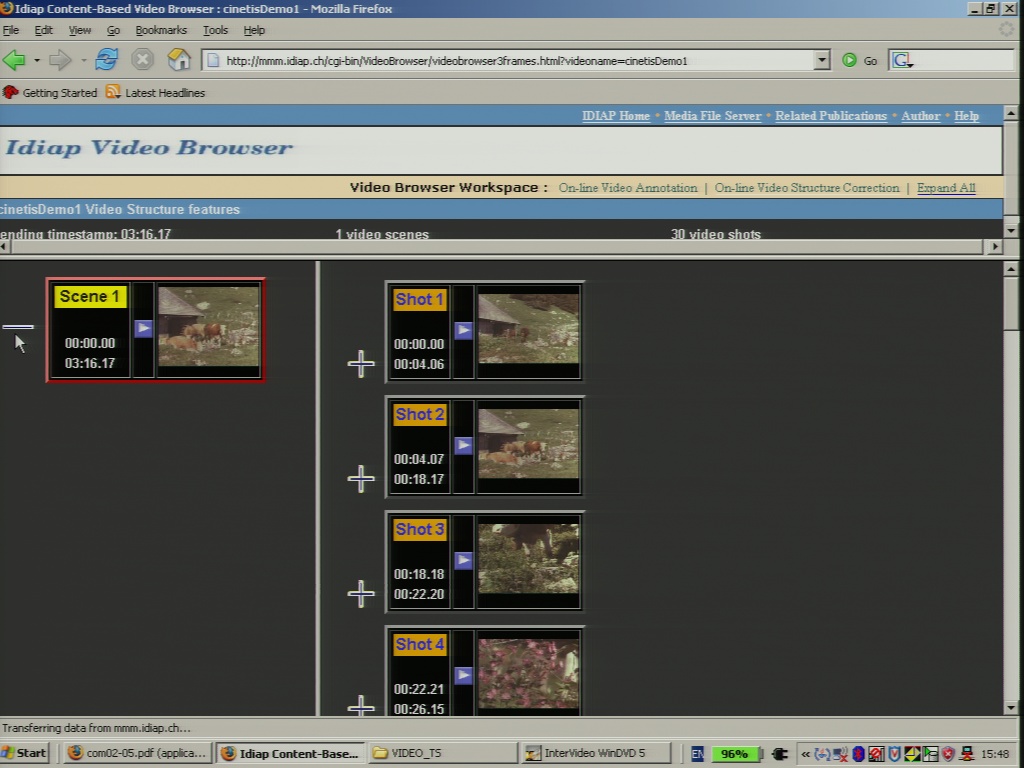 Idiap Content-Based Video Browser : cinetisDemo1 - Mozilla Firefox
File Edit View Go Bookmarks Tools Help
http://mmm.idiap.ch/cgi-bin/VideoBrowser/videobrowser3frames.html?videoname=cinetisDemo1 Go G
Getting Started Latest Headlines
IDIAP Home * Media File Server * Related Publications * Author * Help
Idiap Video Browser
Video Browser Workspace : On-line Video Annotation | On-line Video Structure Correction | Expand All
cinetisDemo1 Video Structure features
ending timestamp: 03:16.17 1 video scenes 30 video shots
Scene 1
00:00.00
03:16.17
Shot 1
00:00.00
00:04.06
Shot 2
00:04.07
00:18.17
Shot 3
00:18.18
00:22.20
Shot 4
00:22.21
00:26.15
Transferring data from mmm.idiap.ch...
Start com02-05.pdf (applica... Idiap Content-Base... VIDEO_TS InterVideo WinDVD 5 EN 96% « 15:48